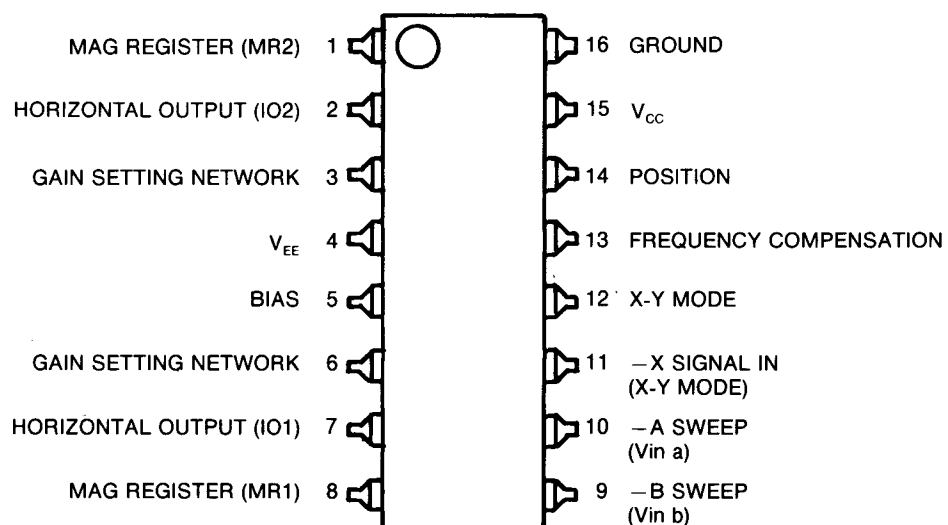 MAG REGISTER (MR2) 1
16 GROUND
HORIZONTAL OUTPUT (IO2) 2
15 VCC
GAIN SETTING NETWORK 3
14 POSITION
VEE 4
13 FREQUENCY COMPENSATION
BIAS 5
12 X-Y MODE
GAIN SETTING NETWORK 6
11 –X SIGNAL IN
(X-Y MODE)
HORIZONTAL OUTPUT (IO1) 7
10 –A SWEEP
(Vin a)
MAG REGISTER (MR1) 8
9 –B SWEEP
(Vin b)